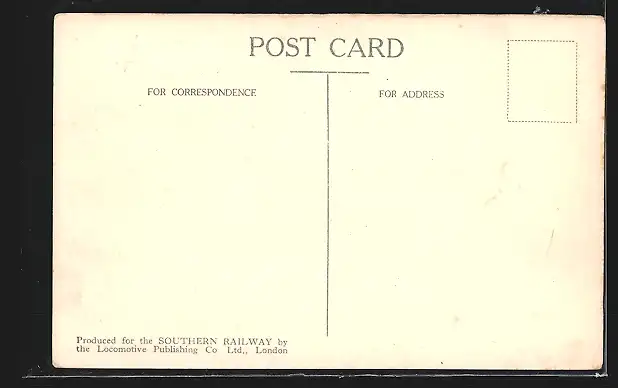 POST CARD
FOR CORRESPONDENCE
FOR ADDRESS
Produced for the SOUTHERN RAILWAY by
the Locomotive Publishing Co Ltd., London